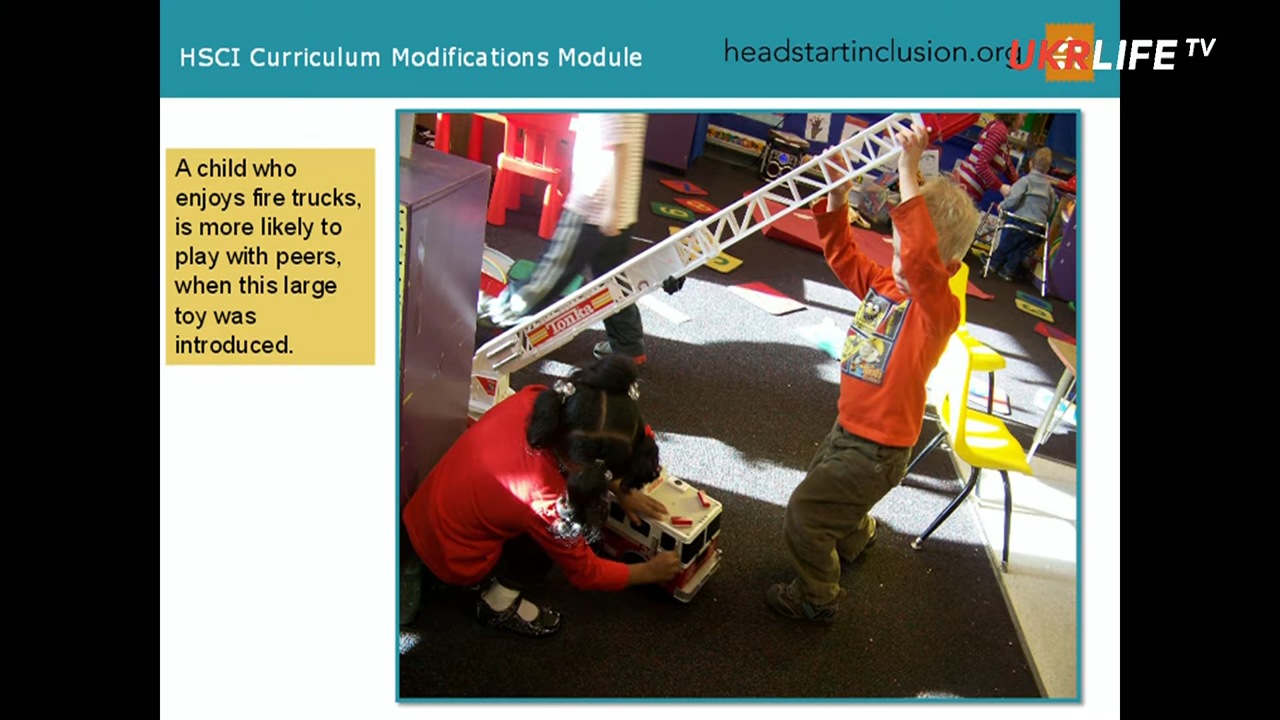 HSCI Curriculum Modifications Module
headstartinclusion.org
UKRLIFE TV
A child who
enjoys fire trucks,
is more likely to
play with peers,
when this large
toy was
introduced.
Tonka